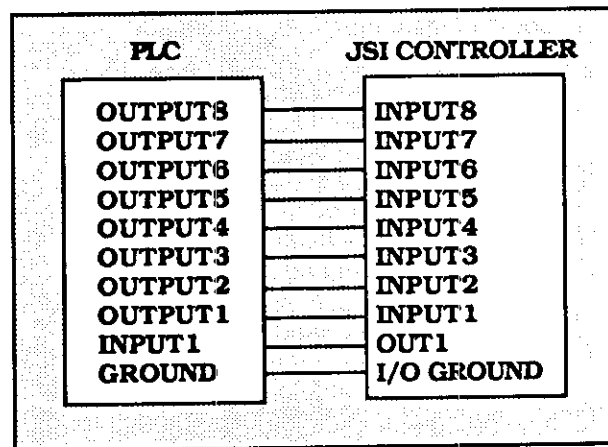 PLC
JSI CONTROLLER
OUTPUT8
INPUT8
OUTPUT7
INPUT7
OUTPUT6
INPUT6
OUTPUT5
INPUT5
OUTPUT4
INPUT4
OUTPUT3
INPUT3
OUTPUT2
INPUT2
OUTPUT1
INPUT1
INPUT1
OUT1
GROUND
I/O GROUND